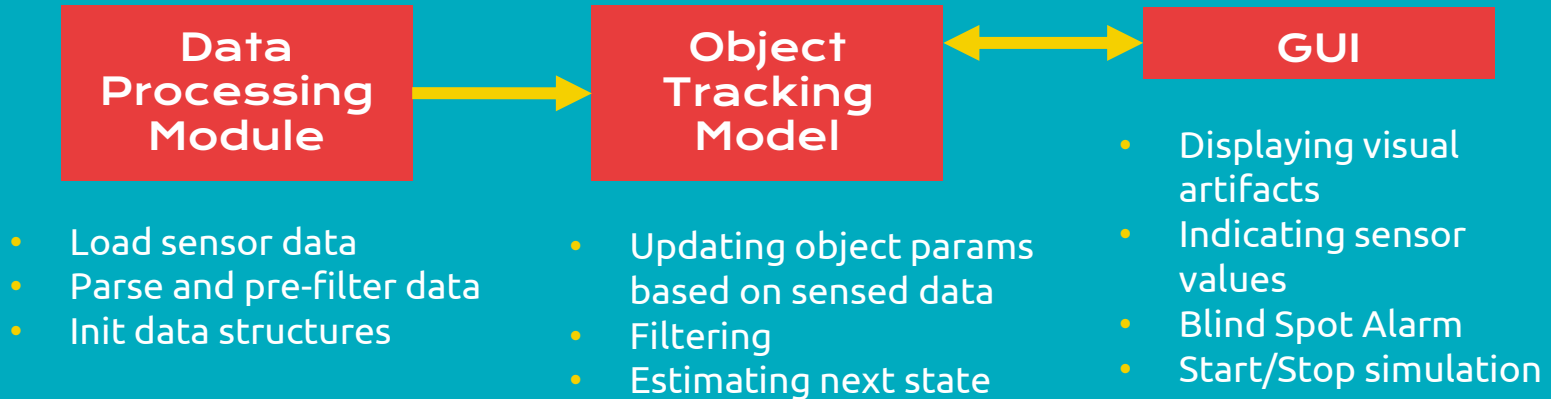 Data
Processing
Module
Object
Tracking
Model
GUI
• Load sensor data
• Parse and pre-filter data
• Init data structures
• Updating object params
based on sensed data
• Filtering
• Estimating next state
• Displaying visual
artifacts
• Indicating sensor
values
• Blind Spot Alarm
• Start/Stop simulation